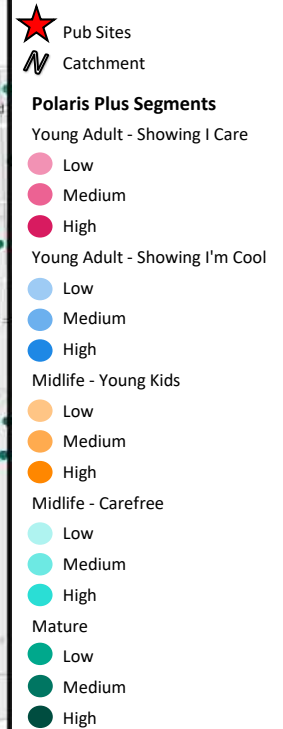 Pub Sites
Catchment
Polaris Plus Segments
Young Adult - Showing I Care
Low
Medium
High
Young Adult - Showing I'm Cool
Low
Medium
High
Midlife - Young Kids
Low
Medium
High
Midlife - Carefree
Low
Medium
High
Mature
Low
Medium
High